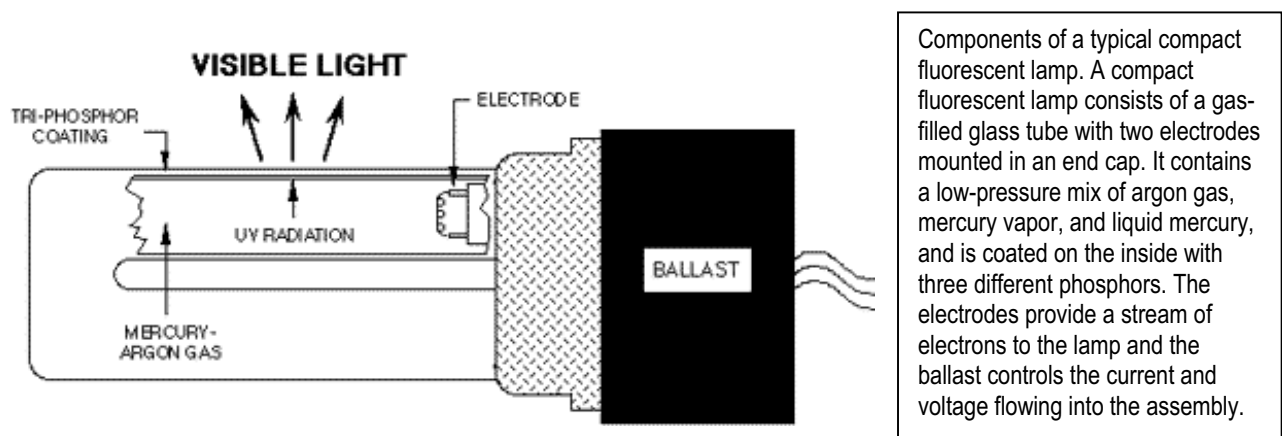 VISIBLE LIGHT
TRI-PHOSPHOR
COATING
ELECTRODE
UV RADIATION
BALLAST
MERCURY-
ARGON GAS
Components of a typical compact
fluorescent lamp. A compact
fluorescent lamp consists of a gas-
filled glass tube with two electrodes
mounted in an end cap. It contains
a low-pressure mix of argon gas,
mercury vapor, and liquid mercury,
and is coated on the inside with
three different phosphors. The
electrodes provide a stream of
electrons to the lamp and the
ballast controls the current and
voltage flowing into the assembly.